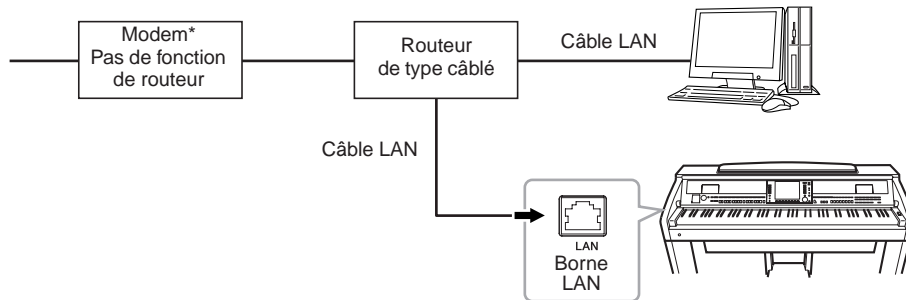 Modem*
Pas de fonction
de routeur
Routeur
de type câblé
Câble LAN
Câble LAN
LAN
Borne
LAN